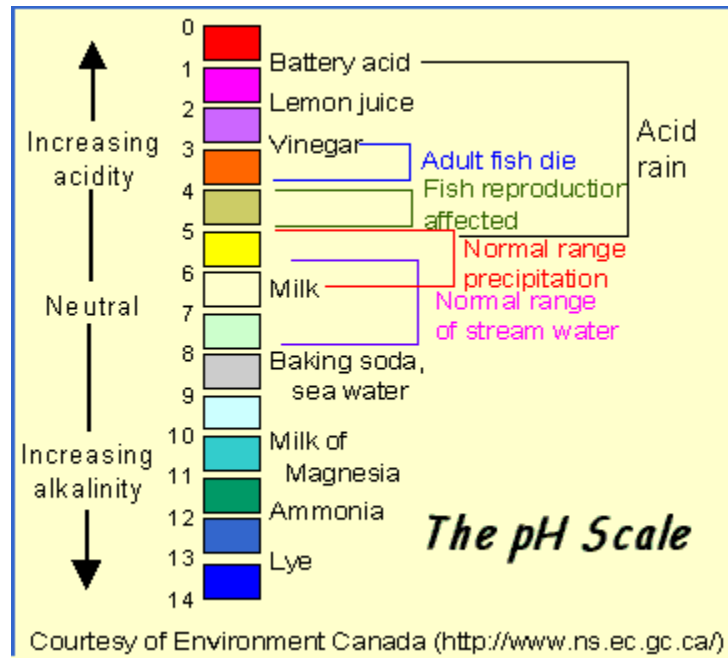 0
1
Battery acid
2
Lemon juice
Increasing
acidity
3
Vinegar
Adult fish die
Acid
rain
4
Fish reproduction
affected
5
Normal range
precipitation
6
Milk
Neutral
7
Normal range
of stream water
8
Baking soda,
sea water
9
10
Milk of
Magnesia
Increasing
alkalinity
11
Ammonia
12
The pH Scale
13
Lye
14
Courtesy of Environment Canada (http://www.ns.ec.gc.ca/)